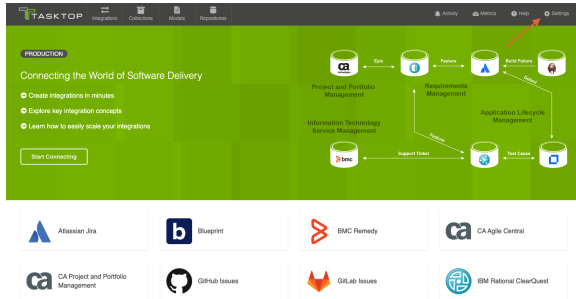 TASKTOP
Integrations
Collections
Models
Repositories
Activity
Metrics
Help
Settings
PRODUCTION
Connecting the World of Software Delivery
Create integrations in minutes
Explore key integration concepts
Learn how to easily scale your integrations
Start Connecting
ca
technologies
Epic
Feature
Build Failure
Defect
Project and Portfolio
Management
Requirements
Management
Application Lifecycle
Management
Information Technology
Service Management
Feature
bmc
Support Ticket
Test Cases
Atlassian Jira
b
Blueprint
BMC Remedy
ca
CA Agile Central
ca
CA Project and Portfolio
Management
GitHub Issues
GitLab Issues
IBM Rational ClearQuest